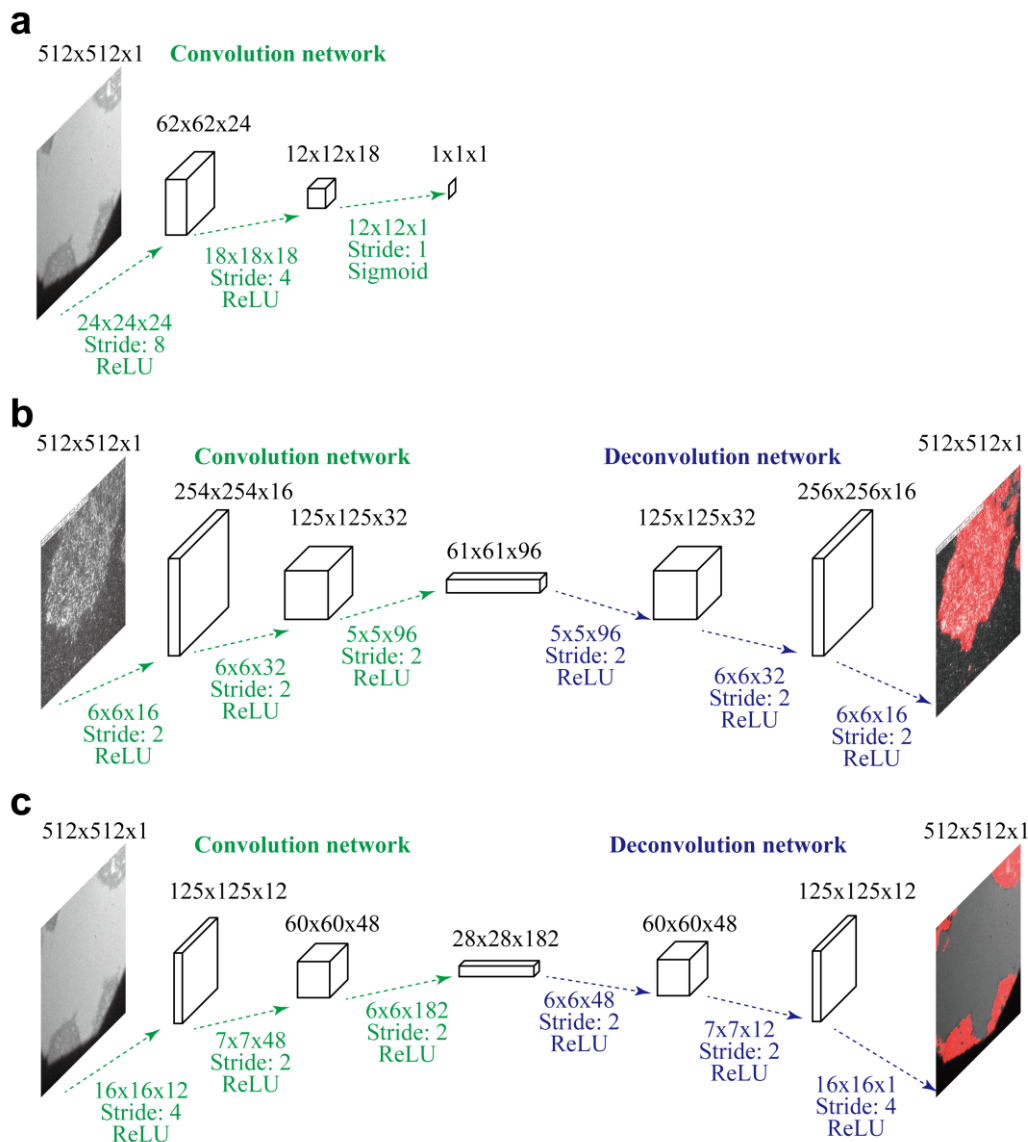 a
512x512x1
Convolution network
62x62x24
12x12x18
1x1x1
24x24x24
Stride: 8
ReLU
18x18x18
Stride: 4
ReLU
12x12x1
Stride: 1
Sigmoid
b
512x512x1
Convolution network
Deconvolution network
512x512x1
254x254x16
125x125x32
61x61x96
125x125x32
256x256x16
6x6x16
Stride: 2
ReLU
6x6x32
Stride: 2
ReLU
5x5x96
Stride: 2
ReLU
5x5x96
Stride: 2
ReLU
6x6x32
Stride: 2
ReLU
6x6x16
Stride: 2
ReLU
c
512x512x1
Convolution network
Deconvolution network
512x512x1
125x125x12
60x60x48
28x28x182
60x60x48
125x125x12
16x16x12
Stride: 4
ReLU
7x7x48
Stride: 2
ReLU
6x6x182
Stride: 2
ReLU
6x6x48
Stride: 2
ReLU
7x7x12
Stride: 2
ReLU
16x16x1
Stride: 4
ReLU